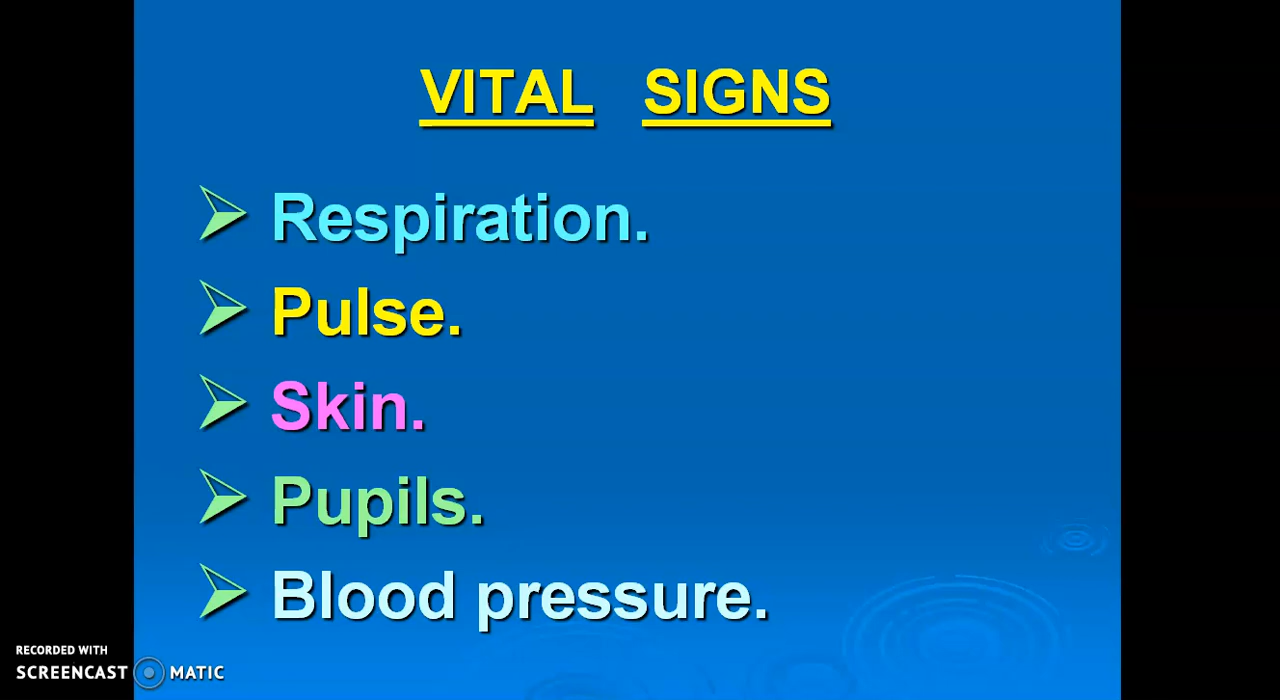 VITAL SIGNS
Respiration.
Pulse.
Skin.
Pupils.
Blood pressure.
RECORDED WITH
SCREENCAST MATIC